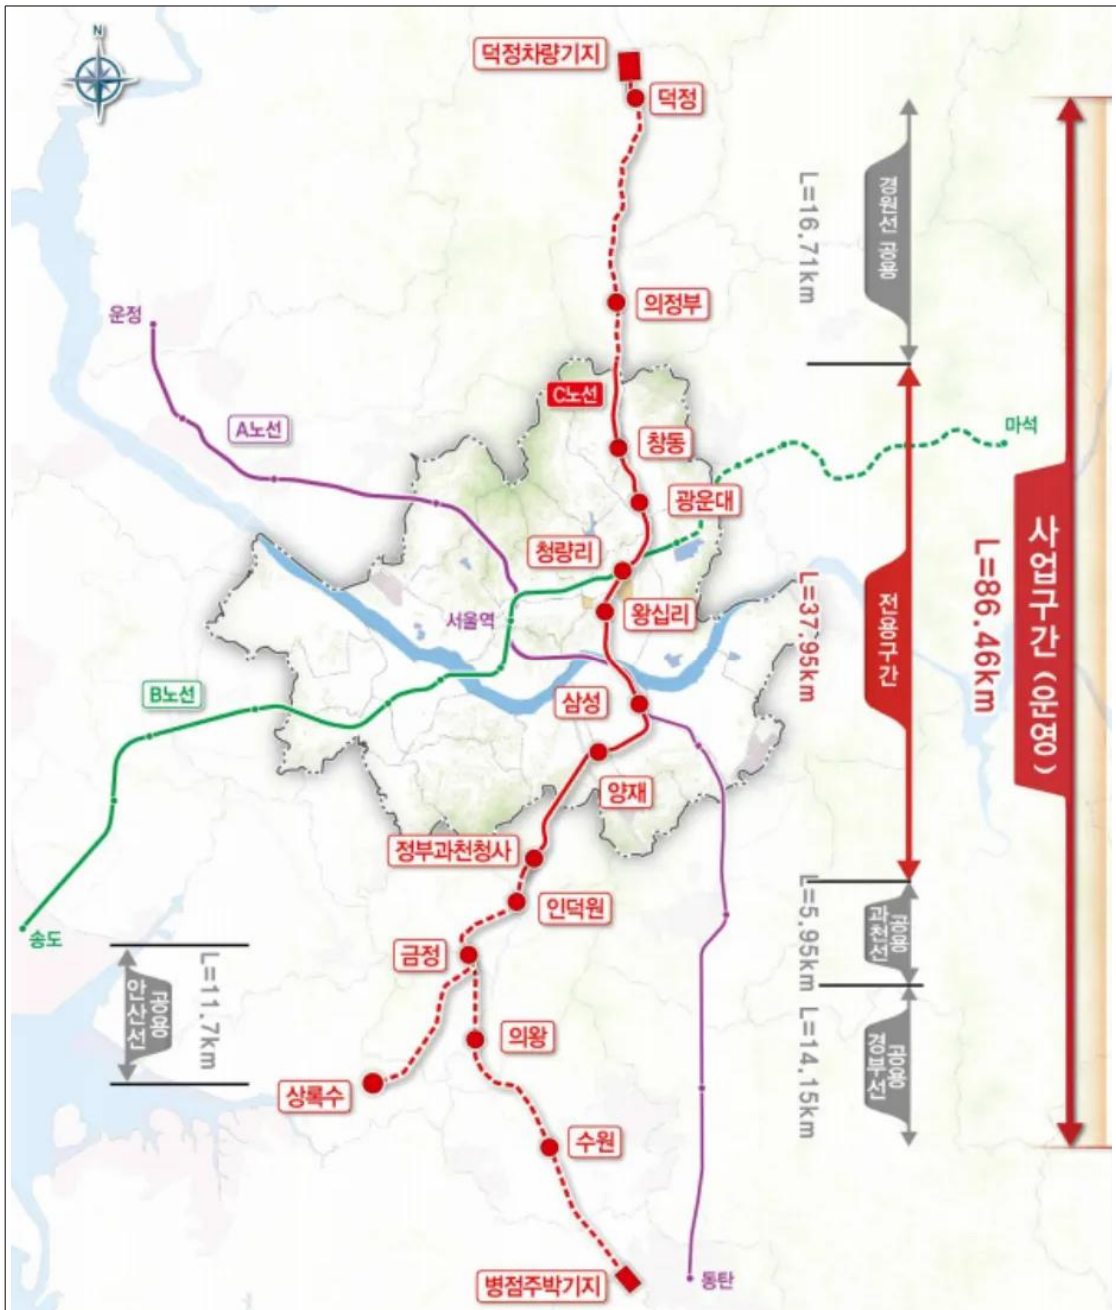 N
덕정차량기지
덕정
경원선 공용
L=16.71km
의정부
운정
C노선
A노선
창동
마석
광운대
청량리
사업구간 (운영)
L=86.46km
전용구간
L=37.95km
왕십리
서울역
B노선
삼성
양재
정부과천청사
인덕원
공용
과천선
L=5.95km
송도
금정
공용
안산선
L=11.7km
의왕
공용
경부선
L=14.15km
상록수
수원
병점주박기지
동탄